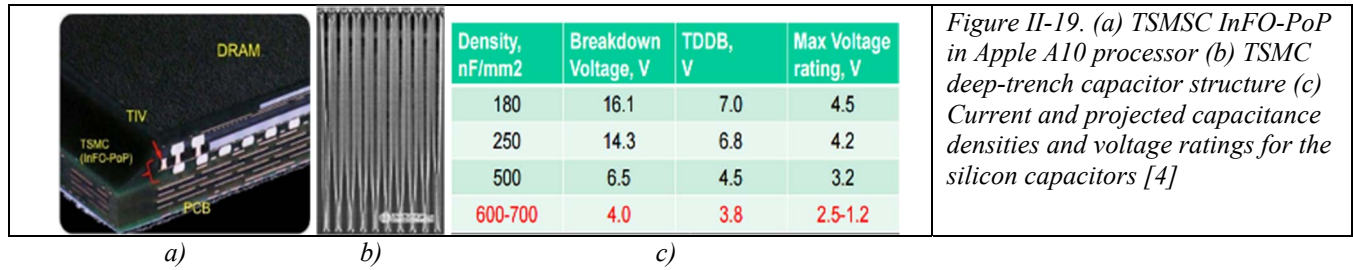 DRAM
TIV
TSMC
(InFO-PoP)
PCB
Density, nF/mm2 Breakdown Voltage, V TDDB, V Max Voltage rating, V
180 16.1 7.0 4.5
250 14.3 6.8 4.2
500 6.5 4.5 3.2
600-700 4.0 3.8 2.5-1.2
a) b) c)
Figure II-19. (a) TSMSC InFO-PoP
in Apple A10 processor (b) TSMC
deep-trench capacitor structure (c)
Current and projected capacitance
densities and voltage ratings for the
silicon capacitors [4]